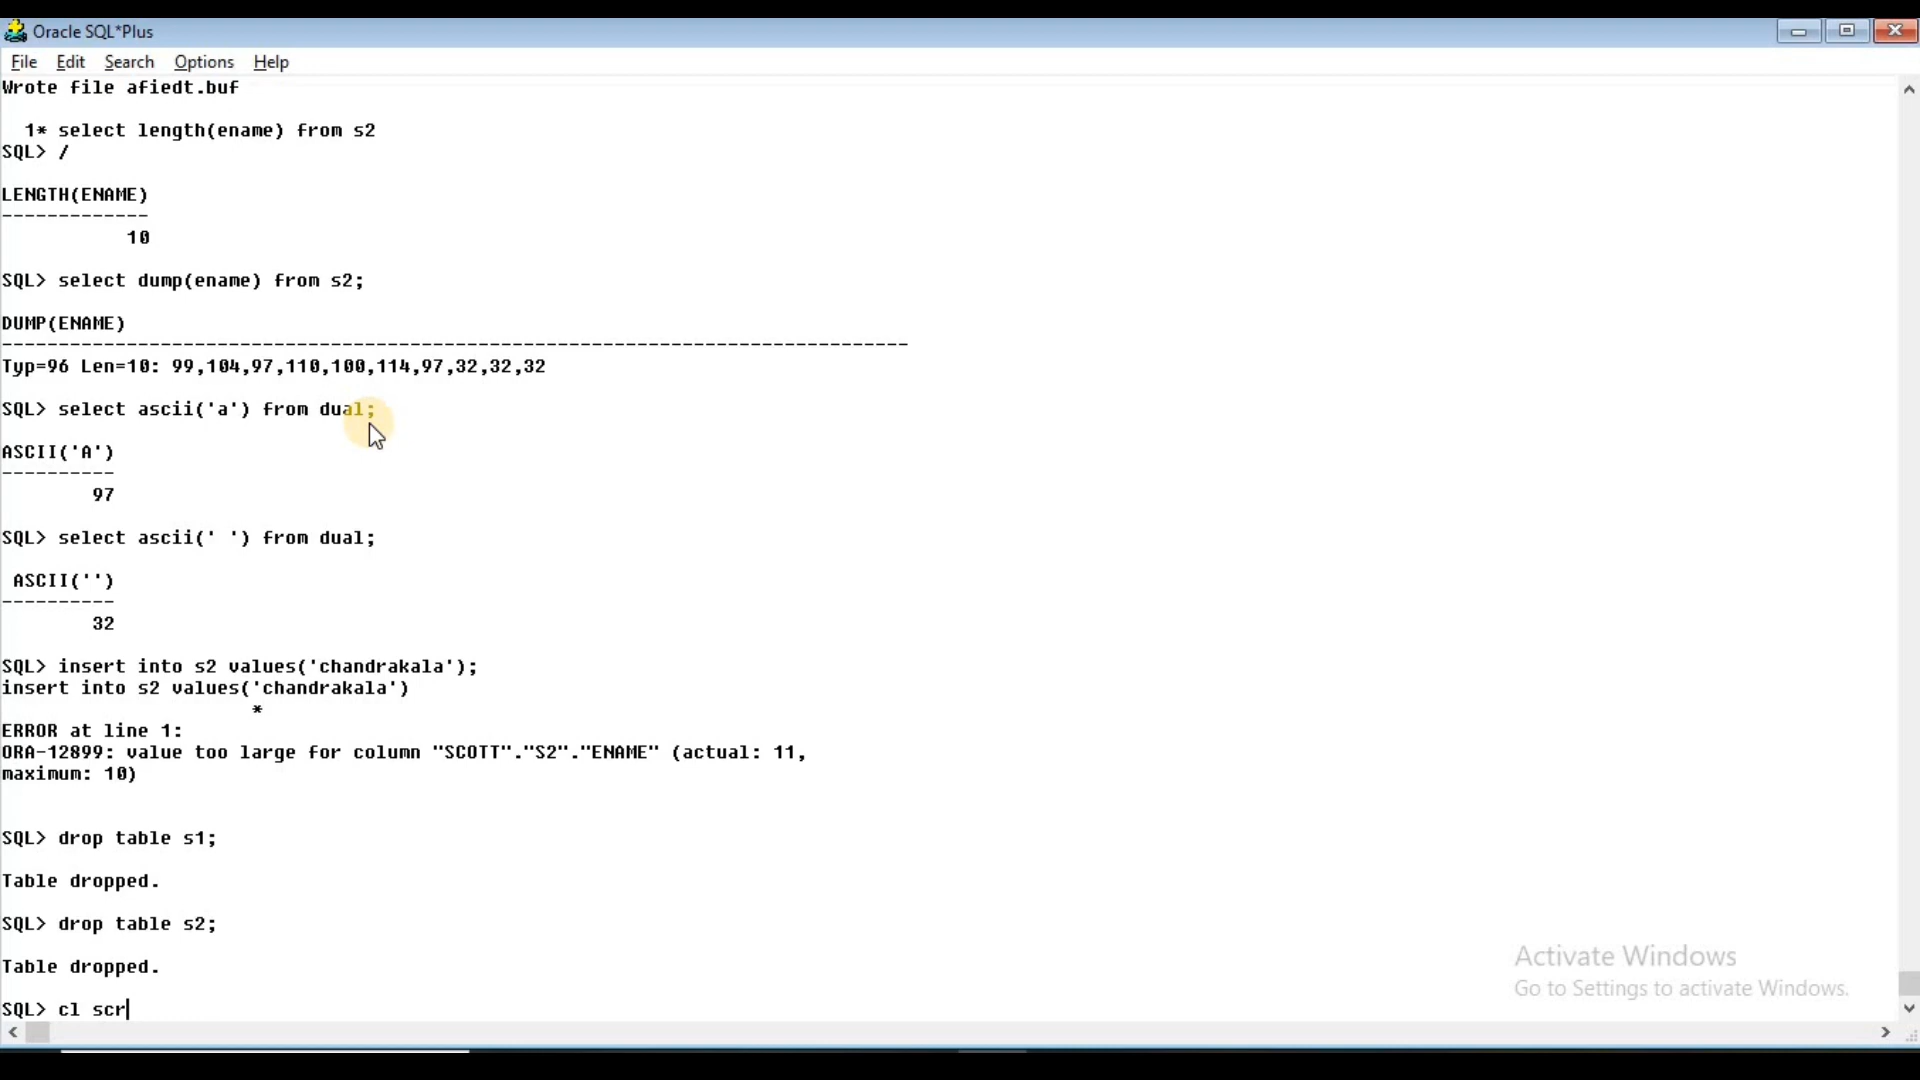 Oracle SQL*Plus
File Edit Search Options Help
Wrote file afiedt.buf
1* select length(ename) from s2
SQL> /
LENGTH(ENAME)
-------------
10
SQL> select dump(ename) from s2;
DUMP(ENAME)
--------------------------------------------------------------------------------
Typ=96 Len=10: 99,104,97,110,100,114,97,32,32,32
SQL> select ascii('a') from dual;
ASCII('A')
----------
97
SQL> select ascii(' ') from dual;
ASCII('')
----------
32
SQL> insert into s2 values('chandrakala');
insert into s2 values('chandrakala')
*
ERROR at line 1:
ORA-12899: value too large for column "SCOTT"."S2"."ENAME" (actual: 11,
maximum: 10)
SQL> drop table s1;
Table dropped.
SQL> drop table s2;
Table dropped.
SQL> cl scr
Activate Windows
Go to Settings to activate Windows.